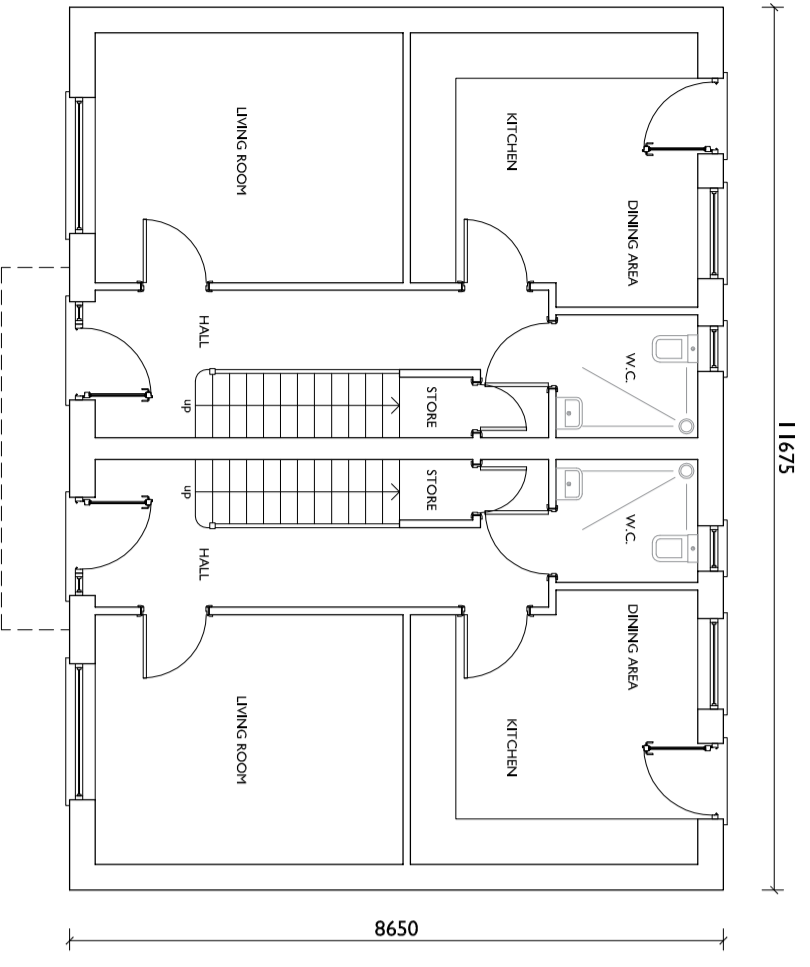 LIVING ROOM
KITCHEN
DINING AREA
HALL
W.C.
up
STORE
11675
up
STORE
W.C.
HALL
DINING AREA
LIVING ROOM
KITCHEN
8650